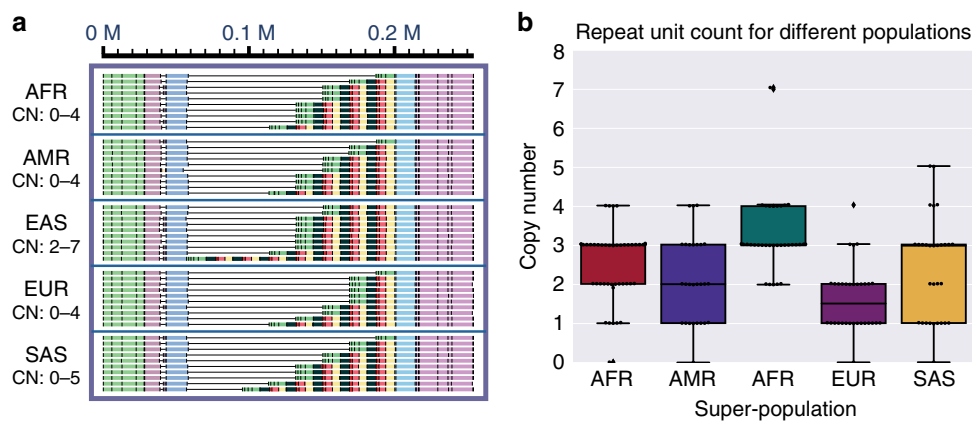 a
0 M 0.1 M 0.2 M
AFR
CN: 0–4
AMR
CN: 0–4
EAS
CN: 2–7
EUR
CN: 0–4
SAS
CN: 0–5
b
Repeat unit count for different populations
Copy number
8
7
6
5
4
3
2
1
0
AFR AMR AFR EUR SAS
Super-population